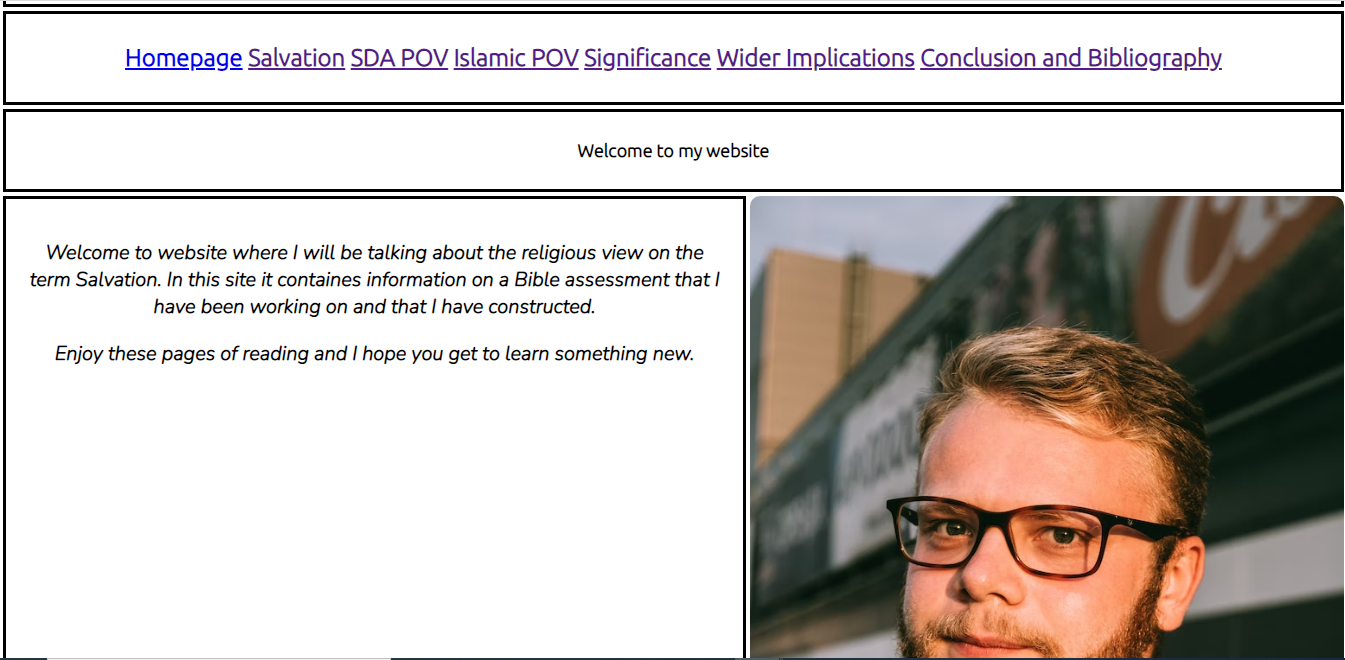 Homepage Salvation SDA POV Islamic POV Significance Wider Implications Conclusion and Bibliography
Welcome to my website
Welcome to website where I will be talking about the religious view on the
term Salvation. In this site it containes information on a Bible assessment that I
have been working on and that I have constructed.
Enjoy these pages of reading and I hope you get to learn something new.